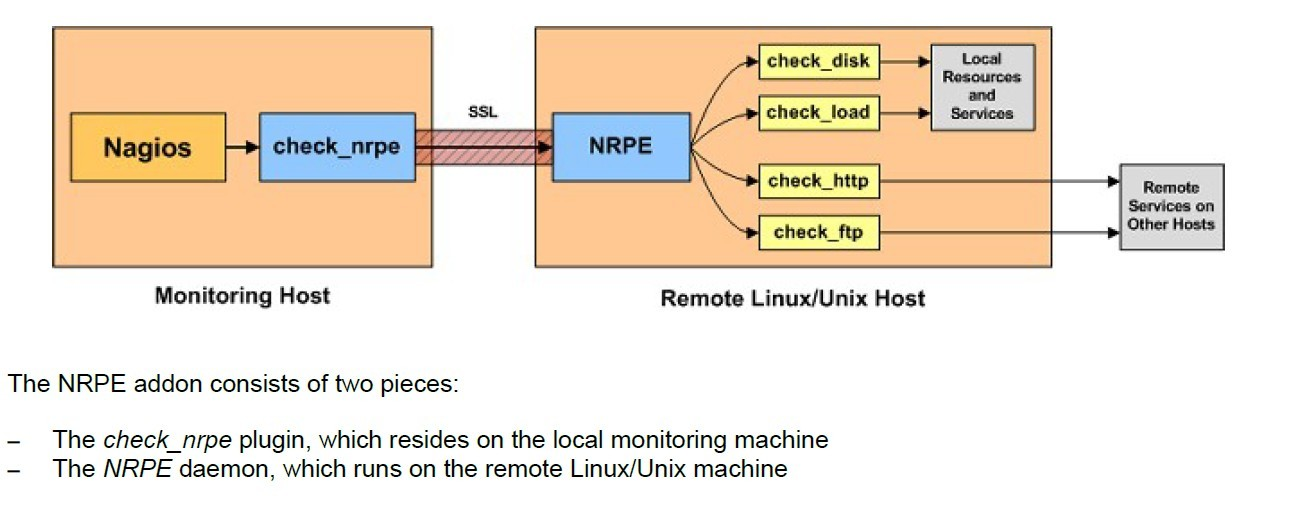 Nagios
check_nrpe
SSL
NRPE
check_disk
check_load
check_http
check_ftp
Local
Resources
and
Services
Remote
Services on
Other Hosts
Monitoring Host
Remote Linux/Unix Host
The NRPE addon consists of two pieces:
– The check_nrpe plugin, which resides on the local monitoring machine
– The NRPE daemon, which runs on the remote Linux/Unix machine